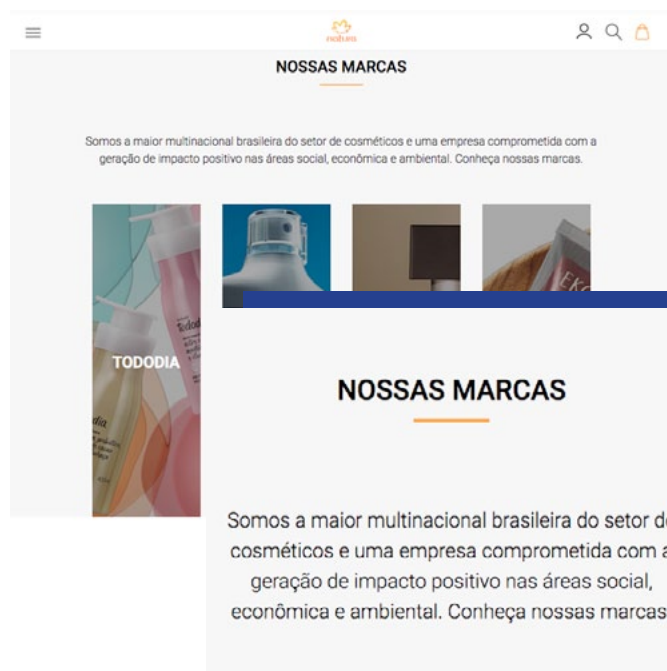 natura
NOSSAS MARCAS
Somos a maior multinacional brasileira do setor de cosméticos e uma empresa comprometida com a
geração de impacto positivo nas áreas social, econômica e ambiental. Conheça nossas marcas.
TODODIA
EKO
NOSSAS MARCAS
Somos a maior multinacional brasileira do setor d
cosméticos e uma empresa comprometida com a
geração de impacto positivo nas áreas social,
econômica e ambiental. Conheça nossas marcas